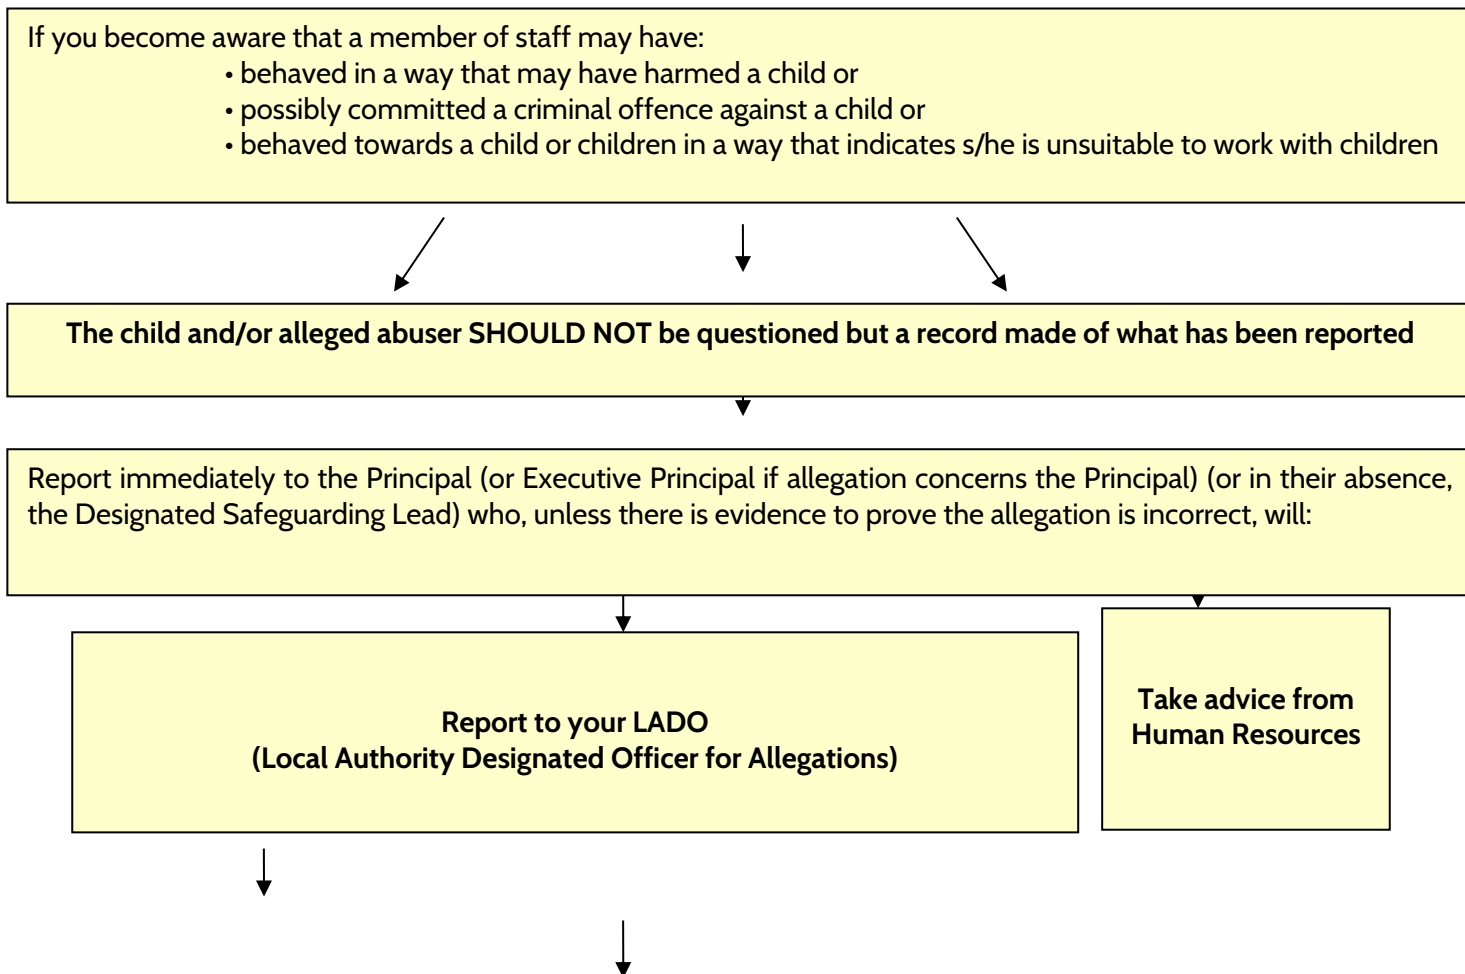 If you become aware that a member of staff may have:
• behaved in a way that may have harmed a child or
• possibly committed a criminal offence against a child or
• behaved towards a child or children in a way that indicates s/he is unsuitable to work with children
The child and/or alleged abuser SHOULD NOT be questioned but a record made of what has been reported
Report immediately to the Principal (or Executive Principal if allegation concerns the Principal) (or in their absence,
the Designated Safeguarding Lead) who, unless there is evidence to prove the allegation is incorrect, will:
Report to your LADO
(Local Authority Designated Officer for Allegations)
Take advice from
Human Resources